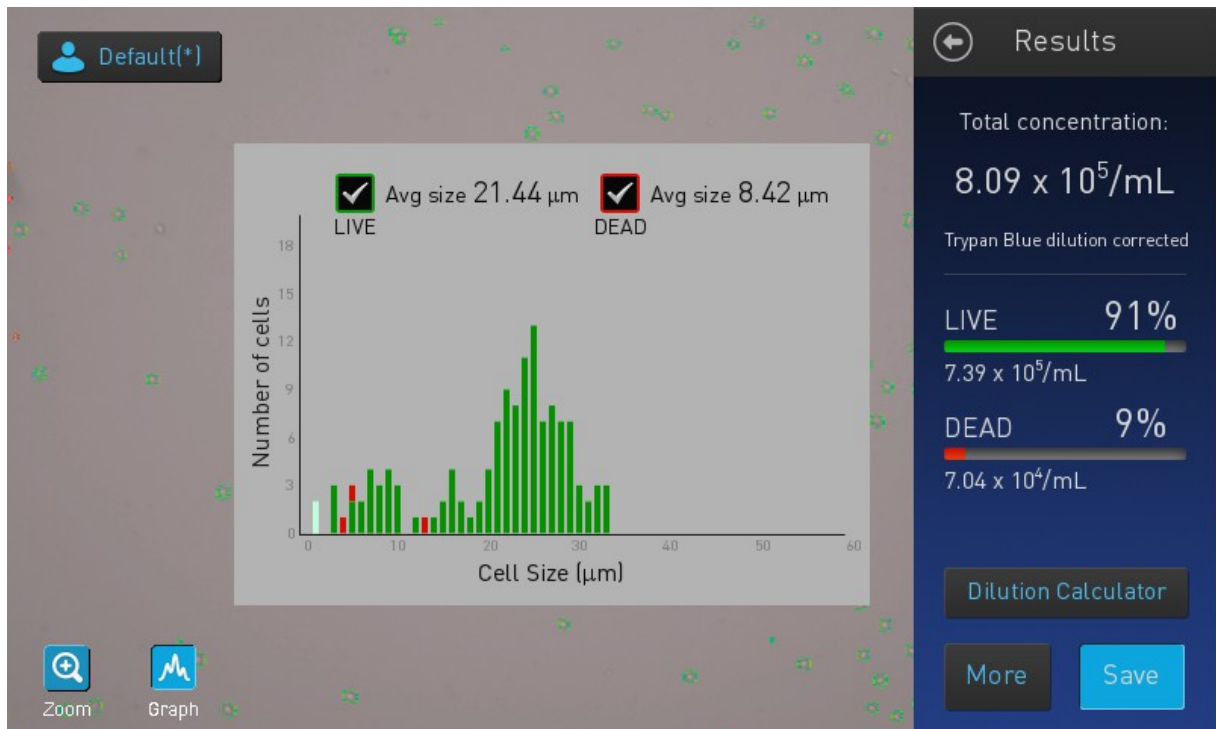 Default(*)
Results
Total concentration:
8.09 x 10⁵/mL
Trypan Blue dilution corrected
LIVE 91%
7.39 x 10⁵/mL
DEAD 9%
7.04 x 10⁴/mL
Dilution Calculator
More Save
Avg size 21.44 μm Avg size 8.42 μm
LIVE DEAD
Number of cells
18
15
12
9
6
3
0
0 10 20 30 40 50 60
Cell Size (μm)
Zoom Graph